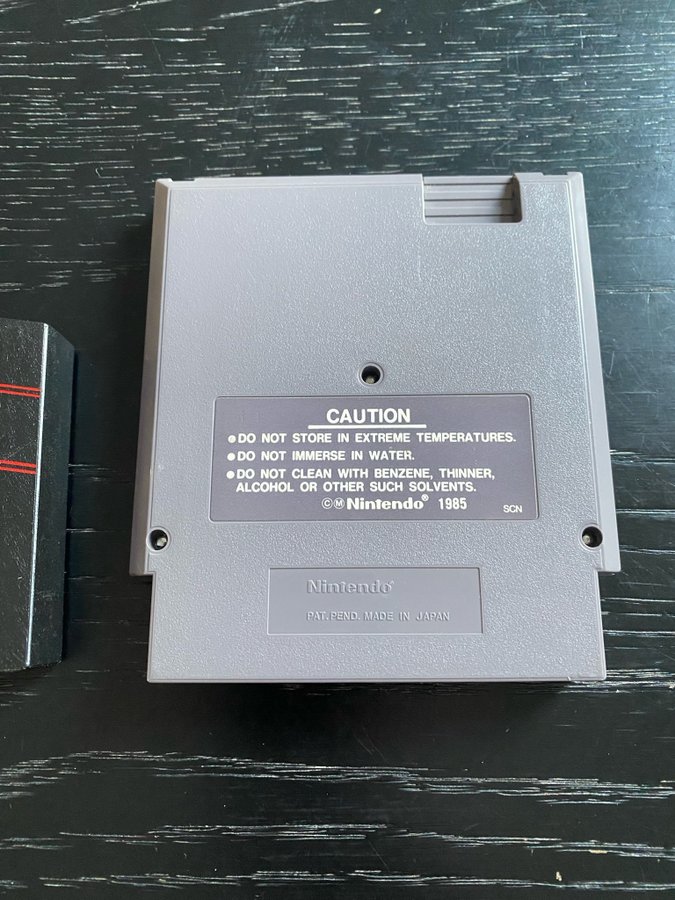 CAUTION
●DO NOT STORE IN EXTREME TEMPERATURES.
●DO NOT IMMERSE IN WATER.
●DO NOT CLEAN WITH BENZENE, THINNER,
ALCOHOL OR OTHER SUCH SOLVENTS.
©Ⓜ Nintendo® 1985
SCN
Nintendo®
PAT. PEND. MADE IN JAPAN